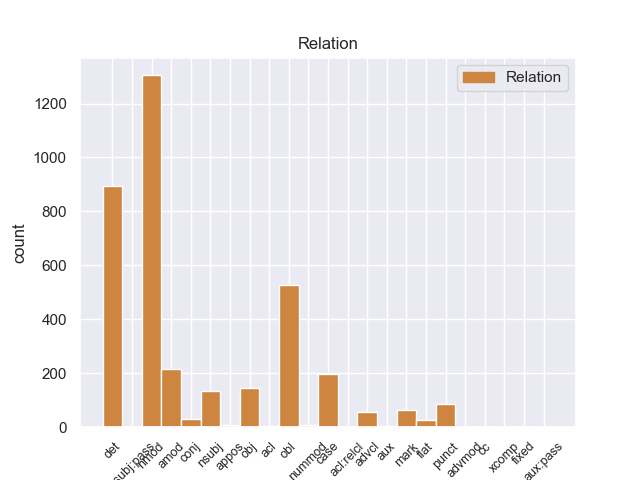 Relation
Relation
count
1200
1000
800
600
400
200
0
det
subj:pass
nmod
amod
conj
nsubj
appos
obj
acl
obl
nummod
case
acl:relcl
advcl
aux
mark
flat
punct
advmod
cc
xcomp
fixed
aux:pass